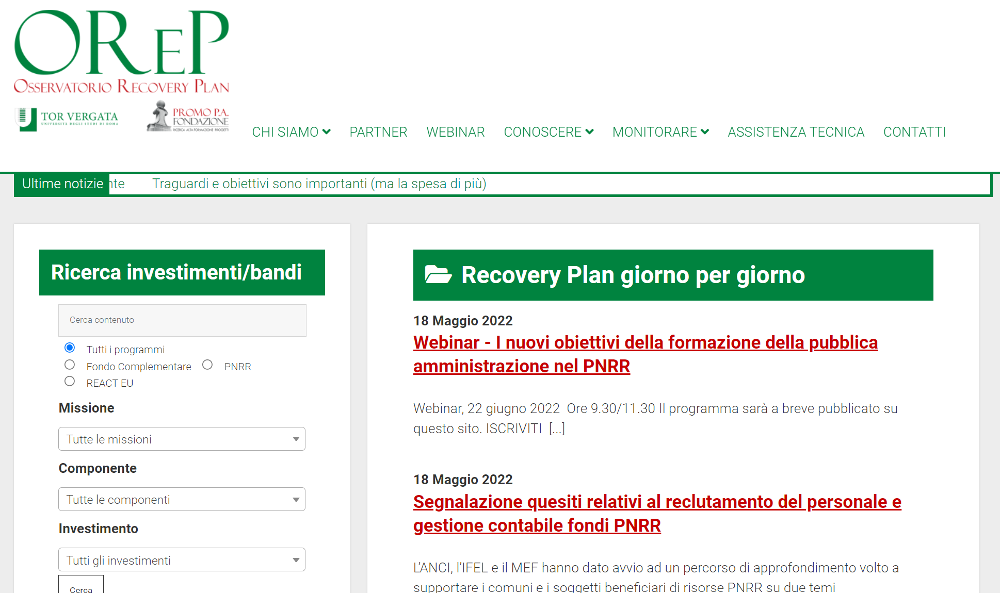 OREP
OSSERVATORIO RECOVERY PLAN
TOR VERGATA
UNIVERSITÀ DEGLI STUDI DI ROMA
PROMO P.A.
FONDAZIONE
RICERCA ALTA FORMAZIONE PROGETTI
CHI SIAMO PARTNER WEBINAR CONOSCERE MONITORARE ASSISTENZA TECNICA CONTATTI
Ultime notizie nte Traguardi e obiettivi sono importanti (ma la spesa di più)
Ricerca investimenti/bandi
Cerca contenuto
Tutti i programmi
Fondo Complementare PNRR
REACT EU
Missione
Tutte le missioni
Componente
Tutte le componenti
Investimento
Tutti gli investimenti
Cerca
Recovery Plan giorno per giorno
18 Maggio 2022
Webinar - I nuovi obiettivi della formazione della pubblica
amministrazione nel PNRR
Webinar, 22 giugno 2022 Ore 9.30/11.30 Il programma sarà a breve pubblicato su
questo sito. ISCRIVITI [...]
18 Maggio 2022
Segnalazione quesiti relativi al reclutamento del personale e
gestione contabile fondi PNRR
L’ANCI, l’IFEL e il MEF hanno dato avvio ad un percorso di approfondimento volto a
supportare i comuni e i soggetti beneficiari di risorse PNRR su due temi